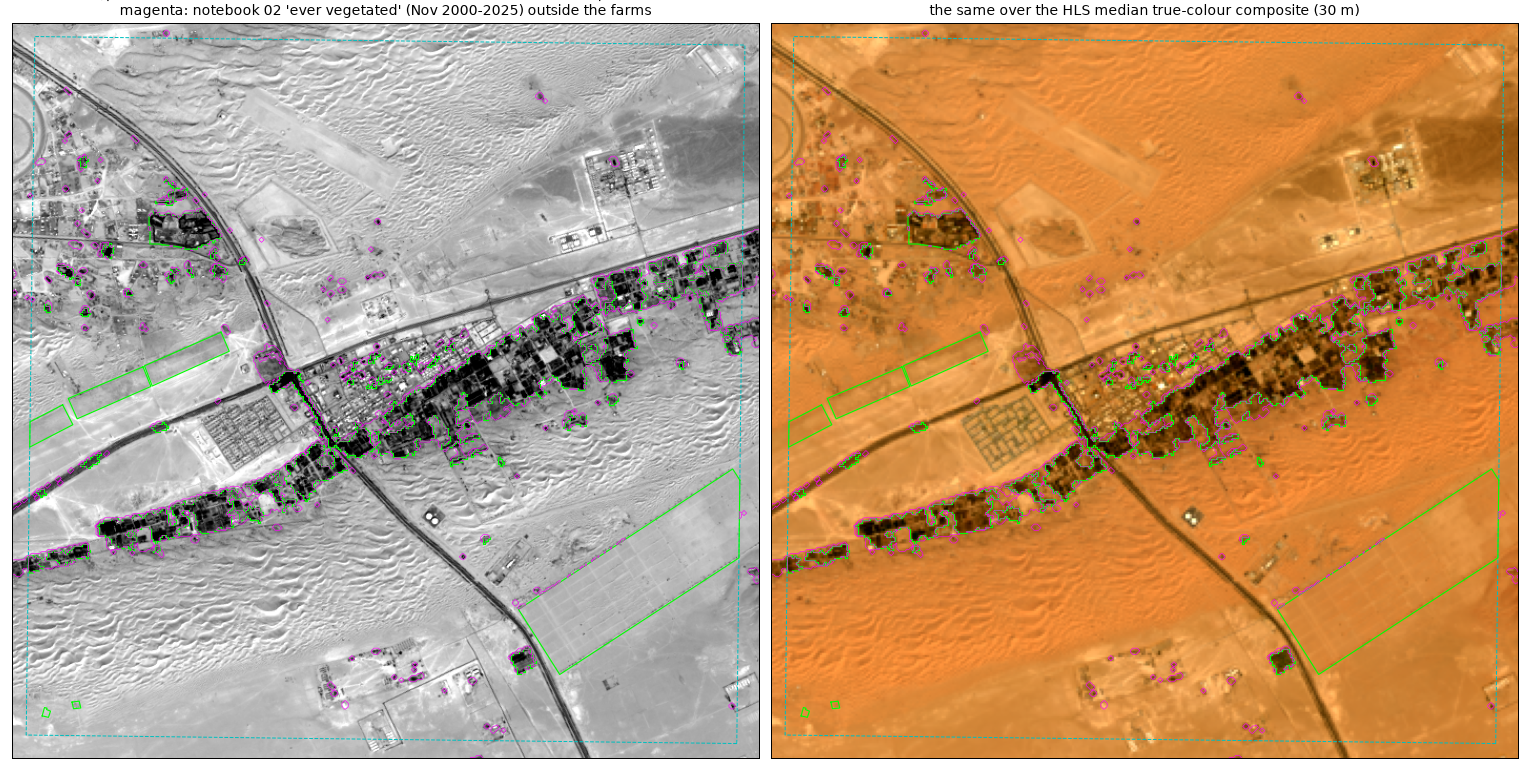 magenta: notebook 02 'ever vegetated' (Nov 2000-2025) outside the farms
the same over the HLS median true-colour composite (30 m)